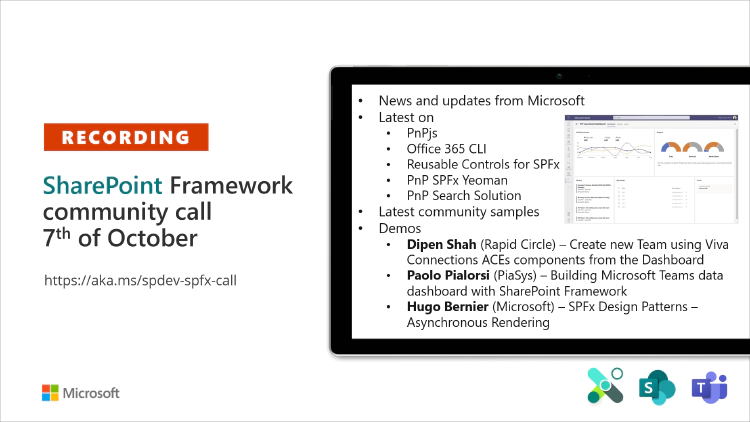 RECORDING
SharePoint Framework
community call
7th of October
https://aka.ms/spdev-spfx-call
Microsoft
• News and updates from Microsoft
• Latest on
• PnPjs
• Office 365 CLI
• Reusable Controls for SPFx
• PnP SPFx Yeoman
• PnP Search Solution
• Latest community samples
• Demos
• Dipen Shah (Rapid Circle) – Create new Team using Viva
Connections ACEs components from the Dashboard
• Paolo Pialorsi (PiaSys) – Building Microsoft Teams data
dashboard with SharePoint Framework
• Hugo Bernier (Microsoft) – SPFx Design Patterns –
Asynchronous Rendering
S
T